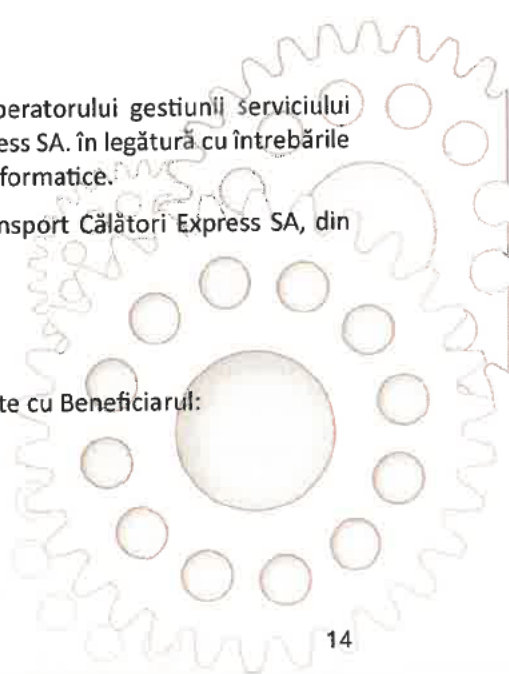 peratorului gestiunii serviciului
ess SA. în legătură cu întrebările
formatice.
nsport Călători Express SA, din
te cu Beneficiarul:
14